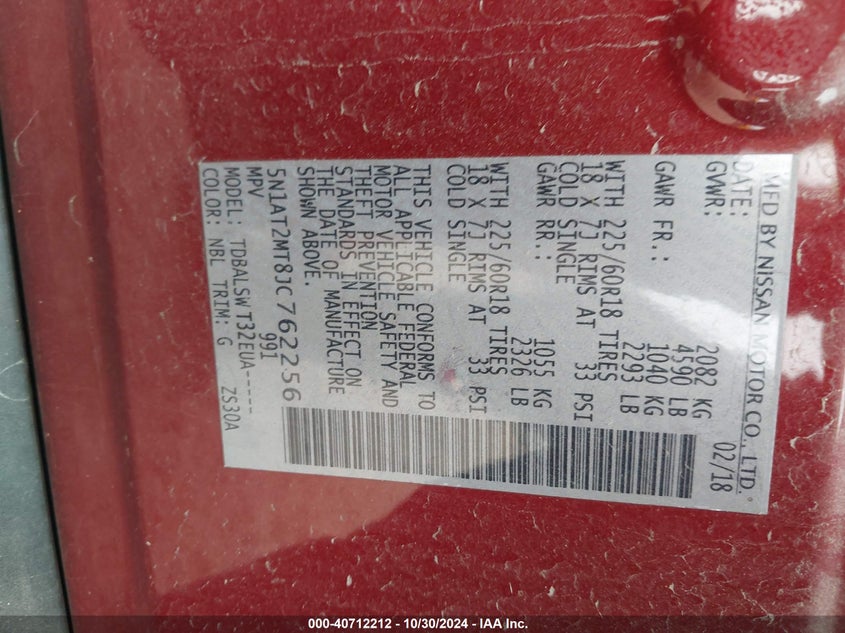 MFD BY NISSAN MOTOR CO., LTD.
DATE: 02/18
GVWR: 2082 KG
4590 LB
GAWR FR.: 1040 KG
2293 LB
WITH 225/60R18 TIRES
18 X 7J RIMS AT 33 PSI
COLD SINGLE
GAWR RR.: 1055 KG
2326 LB
WITH 225/60R18 TIRES
18 X 7J RIMS AT 33 PSI
COLD SINGLE
THIS VEHICLE CONFORMS TO
ALL APPLICABLE FEDERAL
MOTOR VEHICLE SAFETY AND
THEFT PREVENTION
STANDARDS IN EFFECT ON
THE DATE OF MANUFACTURE
SHOWN ABOVE.
5N1AT2MT8JC762256
MPV 991
MODEL: TDBALSWT32EUA-----
COLOR: NBL TRIM: G ZS30A
000-40712212 - 10/30/2024 - IAA Inc.